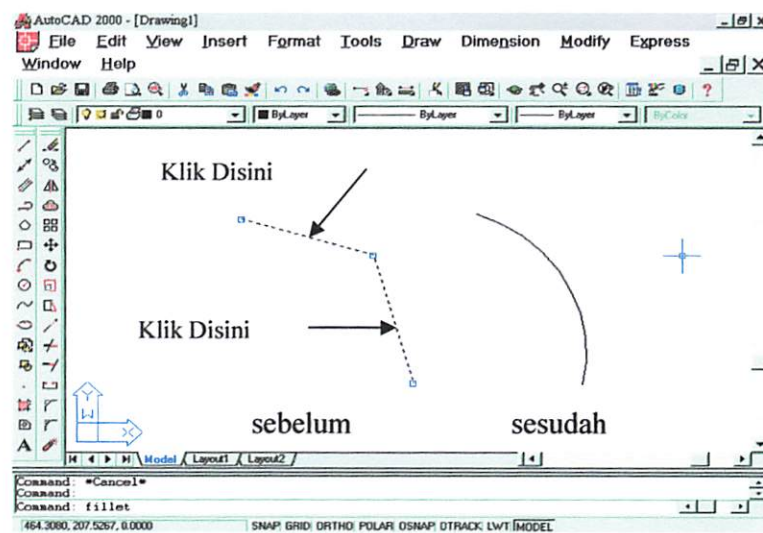 AutoCAD 2000 - [Drawing1]
File Edit View Insert Format Tools Draw Dimension Modify Express
Window Help
0 ByLayer ByLayer ByLayer ByColor
Klik Disini
Klik Disini
sebelum sesudah
Y
W
X
A
Model Layout1 Layout2
Command: *Cancel*
Command:
Command: fillet
464.3080, 207.5267, 0.0000 SNAP GRID ORTHO POLAR OSNAP OTRACK LWT MODEL